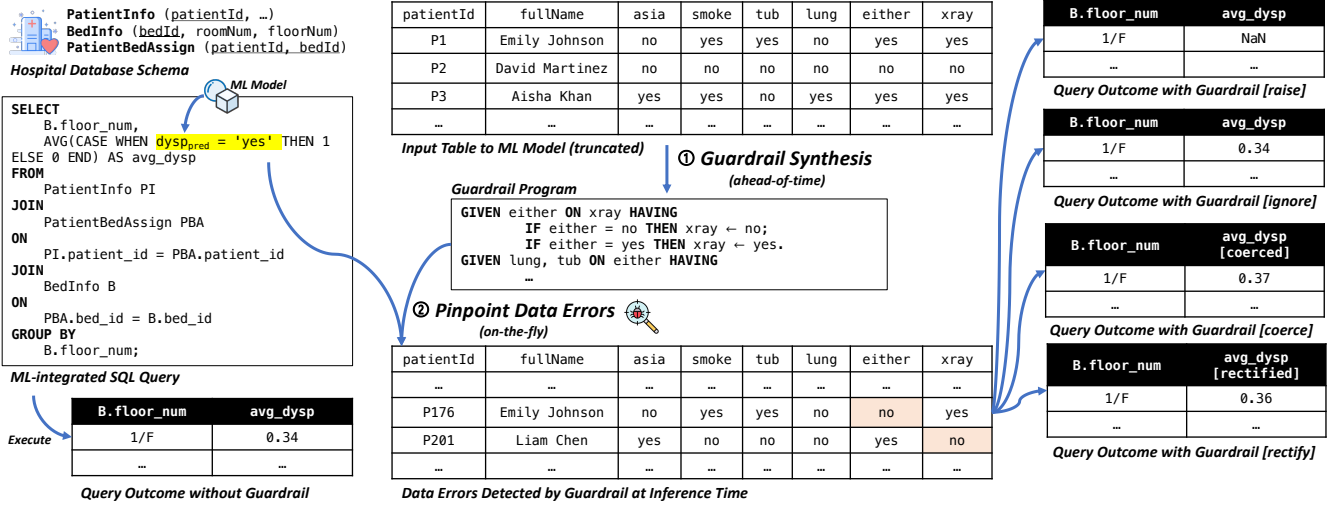 PatientInfo (patientId, …)
BedInfo (bedId, roomNum, floorNum)
PatientBedAssign (patientId, bedId)
Hospital Database Schema
ML Model
SELECT
B.floor_num,
AVG(CASE WHEN dysp_pred = 'yes' THEN 1
ELSE 0 END) AS avg_dysp
FROM
PatientInfo PI
JOIN
PatientBedAssign PBA
ON
PI.patient_id = PBA.patient_id
JOIN
BedInfo B
ON
PBA.bed_id = B.bed_id
GROUP BY
B.floor_num;
ML-integrated SQL Query
Execute
B.floor_num avg_dysp
1/F 0.34
… …
Query Outcome without Guardrail
patientId fullName asia smoke tub lung either xray
P1 Emily Johnson no yes yes no yes yes
P2 David Martinez no no no no no no
P3 Aisha Khan yes yes no yes yes yes
… … … … … … … …
Input Table to ML Model (truncated)
① Guardrail Synthesis
(ahead-of-time)
Guardrail Program
GIVEN either ON xray HAVING
IF either = no THEN xray ← no;
IF either = yes THEN xray ← yes.
GIVEN lung, tub ON either HAVING
…
② Pinpoint Data Errors
(on-the-fly)
patientId fullName asia smoke tub lung either xray
… … … … … … … …
P176 Emily Johnson no yes yes no no yes
P201 Liam Chen yes no no no yes no
… … … … … … … …
Data Errors Detected by Guardrail at Inference Time
B.floor_num avg_dysp
1/F NaN
… …
Query Outcome with Guardrail [raise]
B.floor_num avg_dysp
1/F 0.34
… …
Query Outcome with Guardrail [ignore]
B.floor_num avg_dysp
[coerced]
1/F 0.37
… …
Query Outcome with Guardrail [coerce]
B.floor_num avg_dysp
[rectified]
1/F 0.36
… …
Query Outcome with Guardrail [rectify]